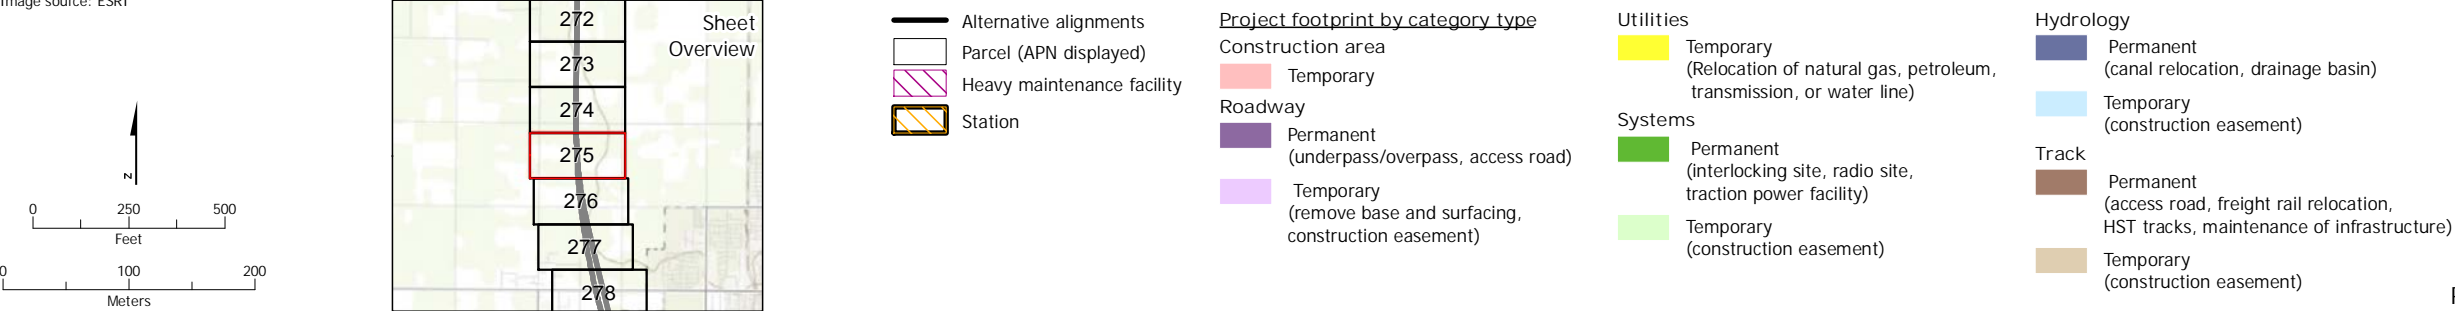 Image source: ESRI
N
0 250 500
Feet
0 100 200
Meters
Sheet
Overview
272
273
274
275
276
277
278
Alternative alignments
Parcel (APN displayed)
Heavy maintenance facility
Station
Project footprint by category type
Construction area
Temporary
Roadway
Permanent
(underpass/overpass, access road)
Temporary
(remove base and surfacing,
construction easement)
Utilities
Temporary
(Relocation of natural gas, petroleum,
transmission, or water line)
Systems
Permanent
(interlocking site, radio site,
traction power facility)
Temporary
(construction easement)
Hydrology
Permanent
(canal relocation, drainage basin)
Temporary
(construction easement)
Track
Permanent
(access road, freight rail relocation,
HST tracks, maintenance of infrastructure)
Temporary
(construction easement)